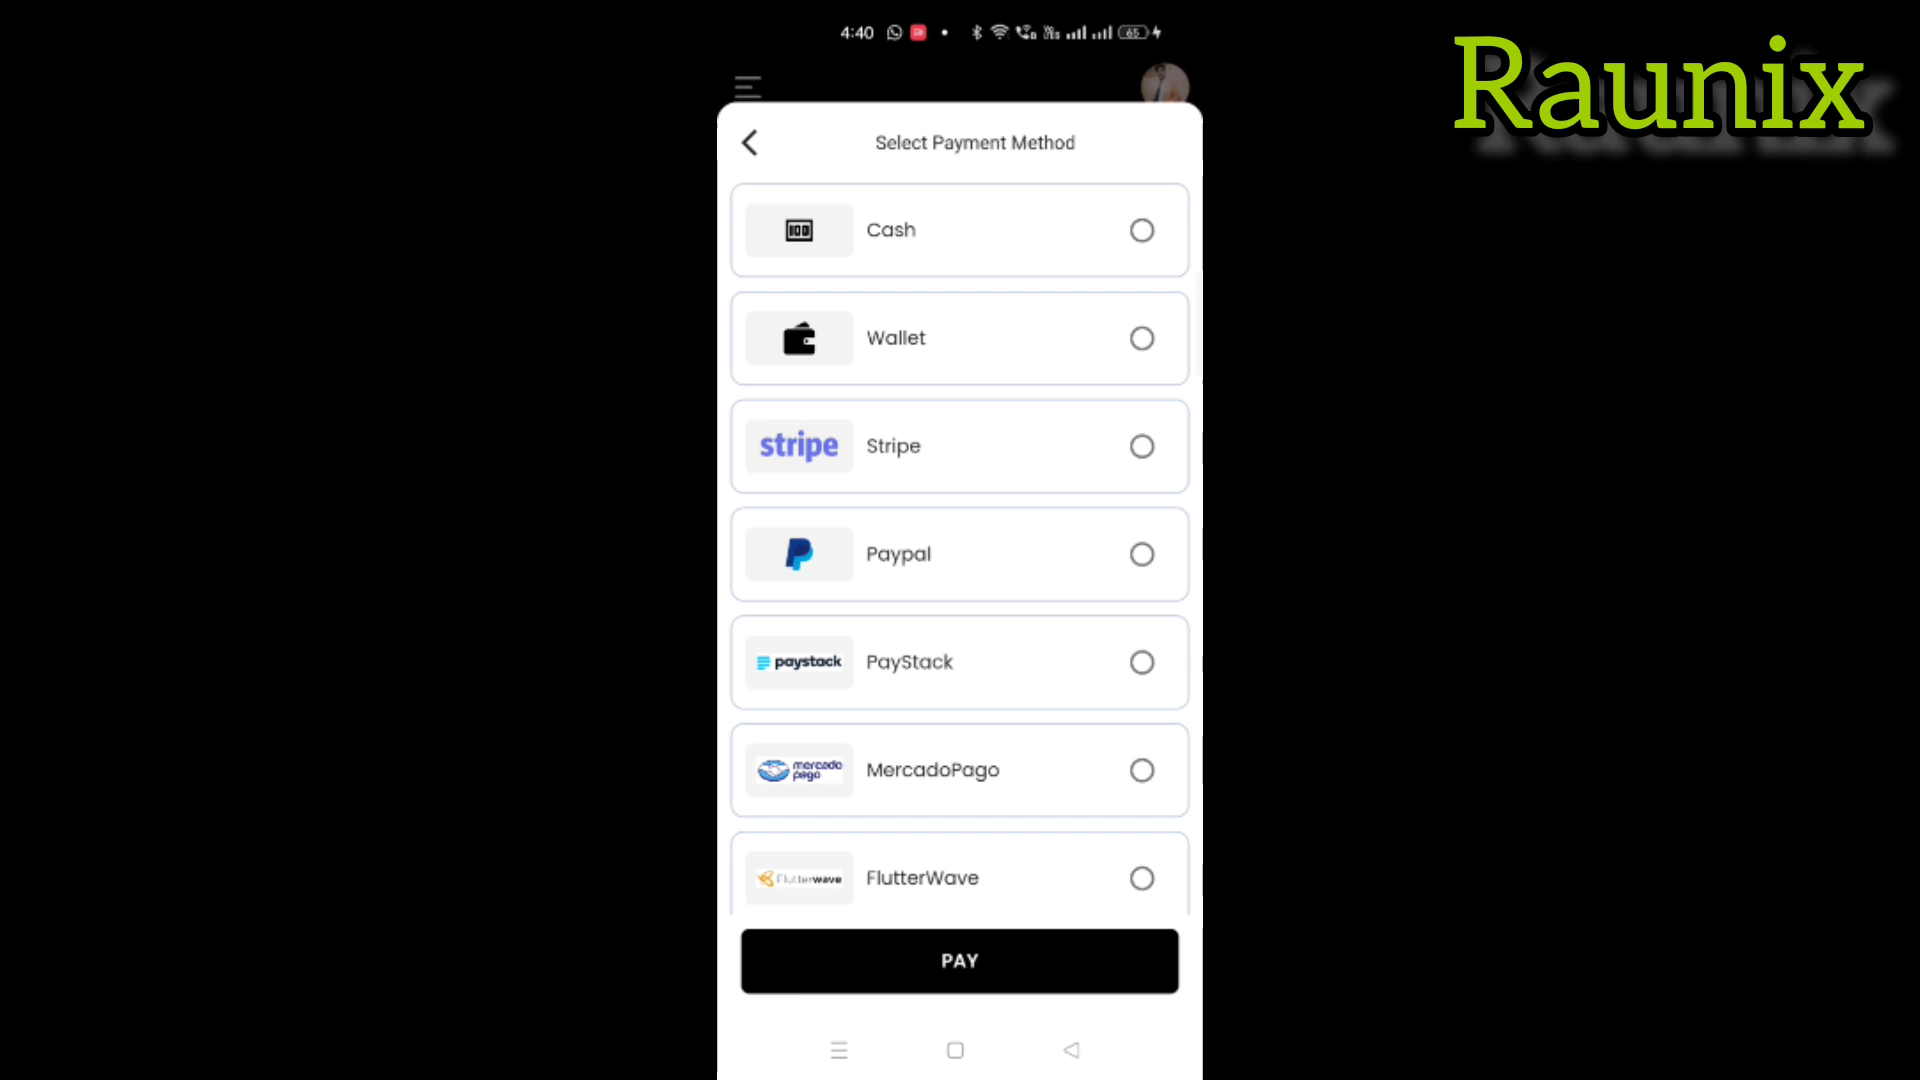 4:40
65
Raunix
Select Payment Method
100 Cash
Wallet
stripe Stripe
Paypal
paystack PayStack
mercado pago MercadoPago
Flutterwave FlutterWave
PAY